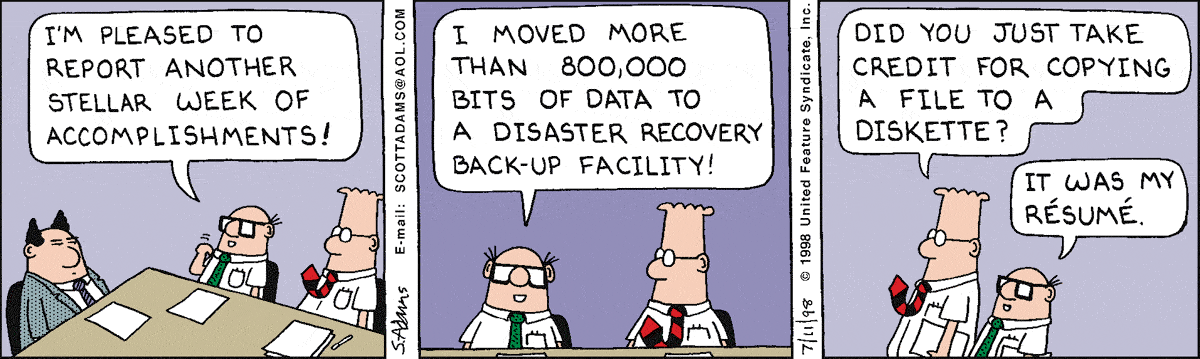 I'M PLEASED TO
REPORT ANOTHER
STELLAR WEEK OF
ACCOMPLISHMENTS!
S.Adams
E-mail: SCOTTADAMS@AOL.COM
I MOVED MORE
THAN 800,000
BITS OF DATA TO
A DISASTER RECOVERY
BACK-UP FACILITY!
7/11/98 © 1998 United Feature Syndicate, Inc.
DID YOU JUST TAKE
CREDIT FOR COPYING
A FILE TO A
DISKETTE?
IT WAS MY
RÉSUMÉ.